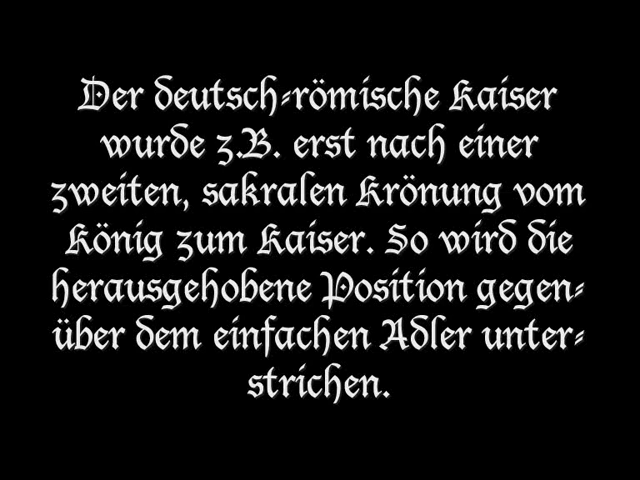 Der deutsch-römische Kaiser
wurde z.B. erst nach einer
zweiten, sakralen Krönung vom
König zum Kaiser. So wird die
herausgehobene Position gegen-
über dem einfachen Adler unter-
strichen.